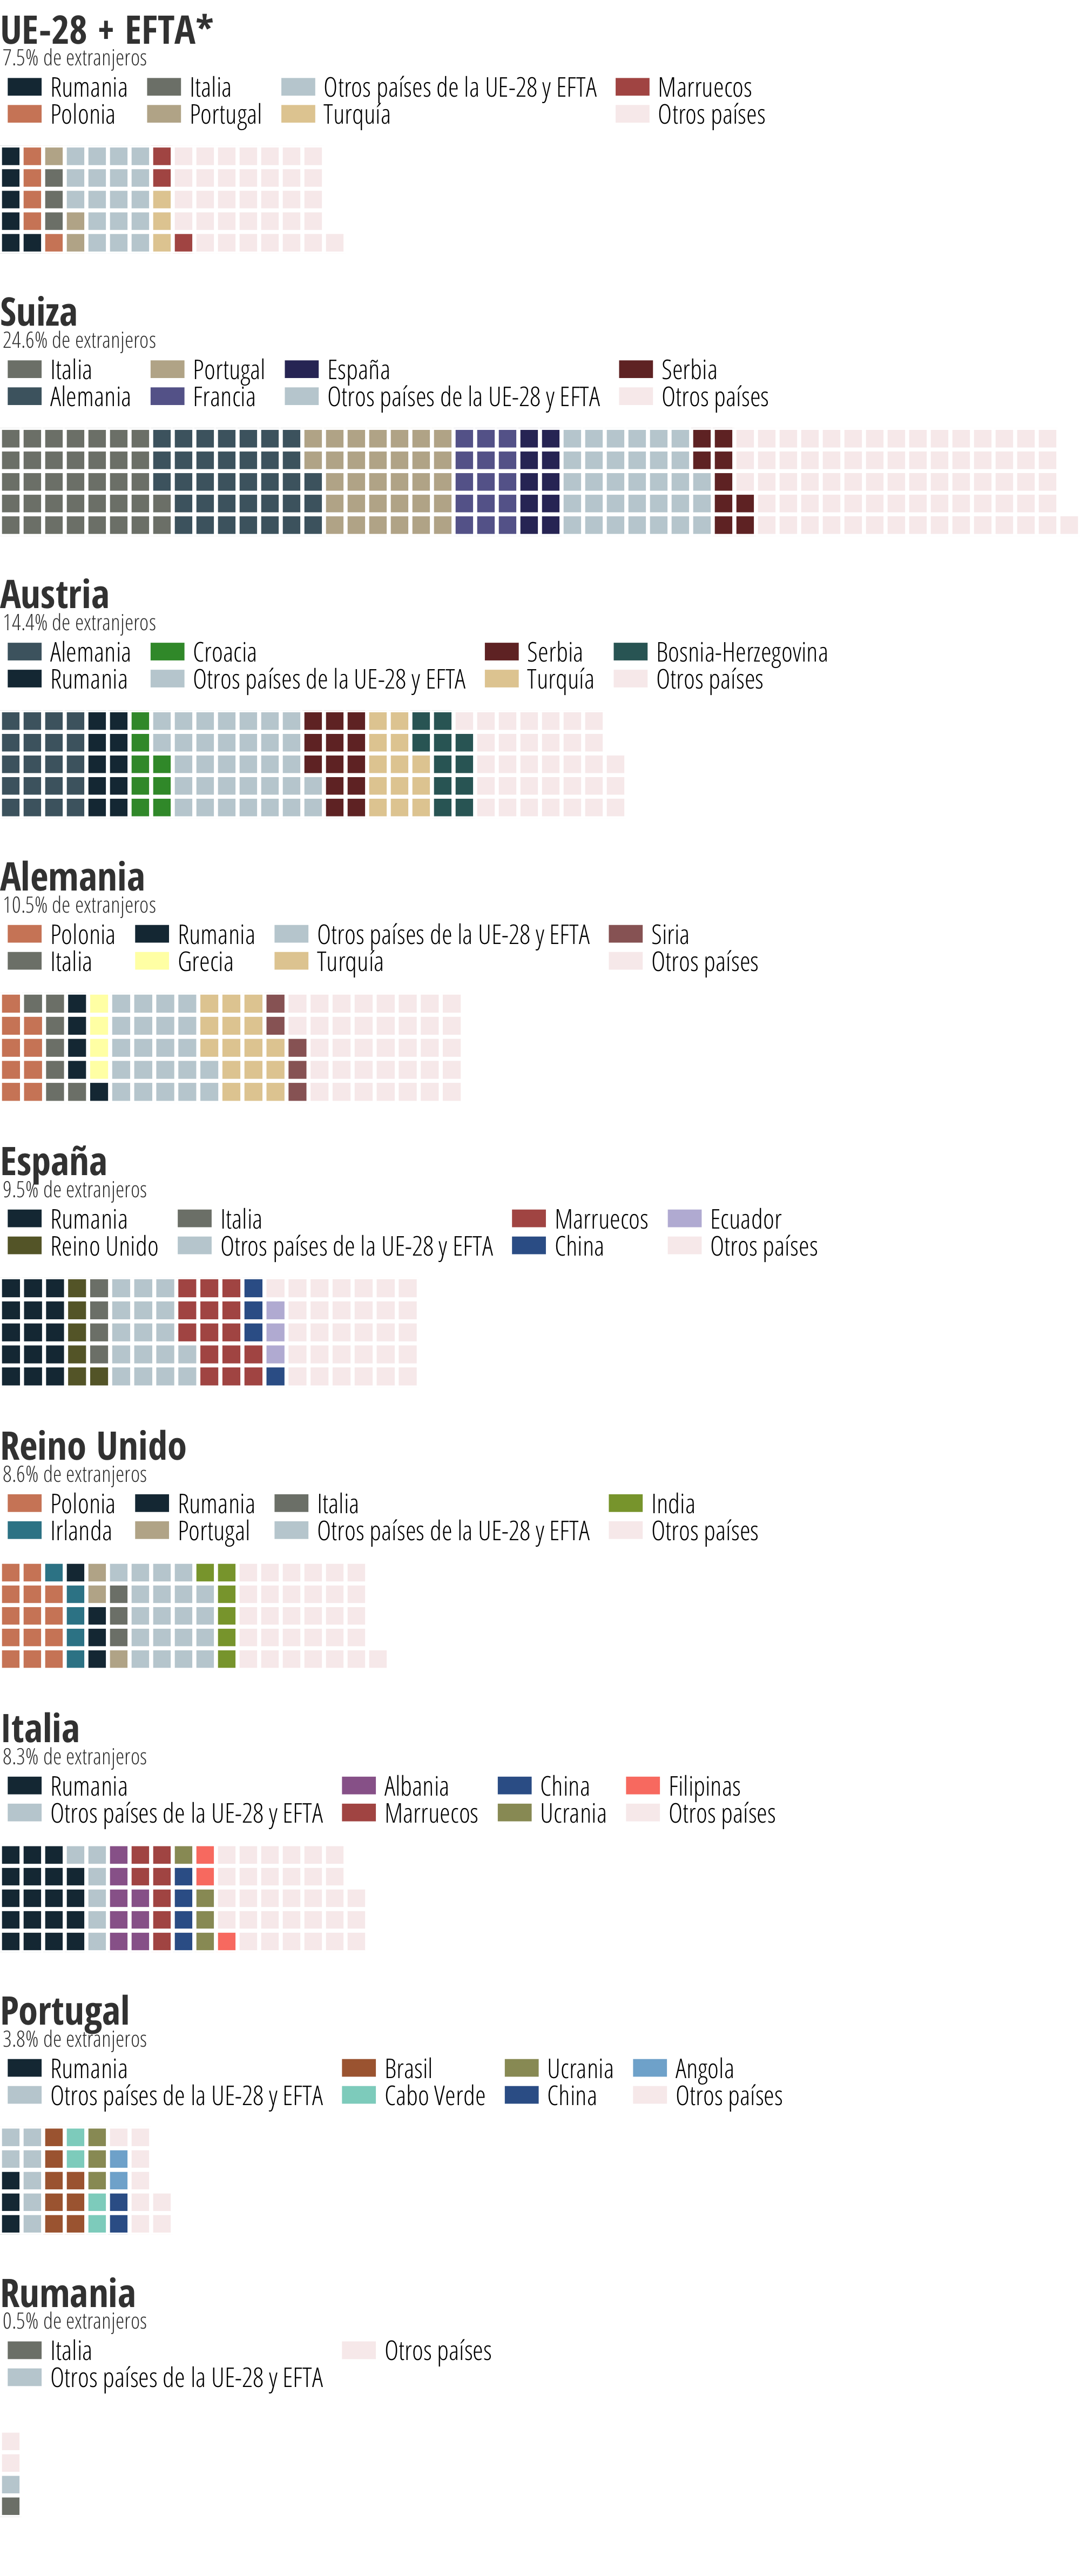 UE-28 + EFTA*
7.5% de extranjeros
Rumania Italia Otros países de la UE-28 y EFTA Marruecos
Polonia Portugal Turquía Otros países
Suiza
24.6% de extranjeros
Italia Portugal España Serbia
Alemania Francia Otros países de la UE-28 y EFTA Otros países
Austria
14.4% de extranjeros
Alemania Croacia Serbia Bosnia-Herzegovina
Rumania Otros países de la UE-28 y EFTA Turquía Otros países
Alemania
10.5% de extranjeros
Polonia Rumania Otros países de la UE-28 y EFTA Siria
Italia Grecia Turquía Otros países
España
9.5% de extranjeros
Rumania Italia Marruecos Ecuador
Reino Unido Otros países de la UE-28 y EFTA China Otros países
Reino Unido
8.6% de extranjeros
Polonia Rumania Italia India
Irlanda Portugal Otros países de la UE-28 y EFTA Otros países
Italia
8.3% de extranjeros
Rumania Albania China Filipinas
Otros países de la UE-28 y EFTA Marruecos Ucrania Otros países
Portugal
3.8% de extranjeros
Rumania Brasil Ucrania Angola
Otros países de la UE-28 y EFTA Cabo Verde China Otros países
Rumania
0.5% de extranjeros
Italia Otros países
Otros países de la UE-28 y EFTA